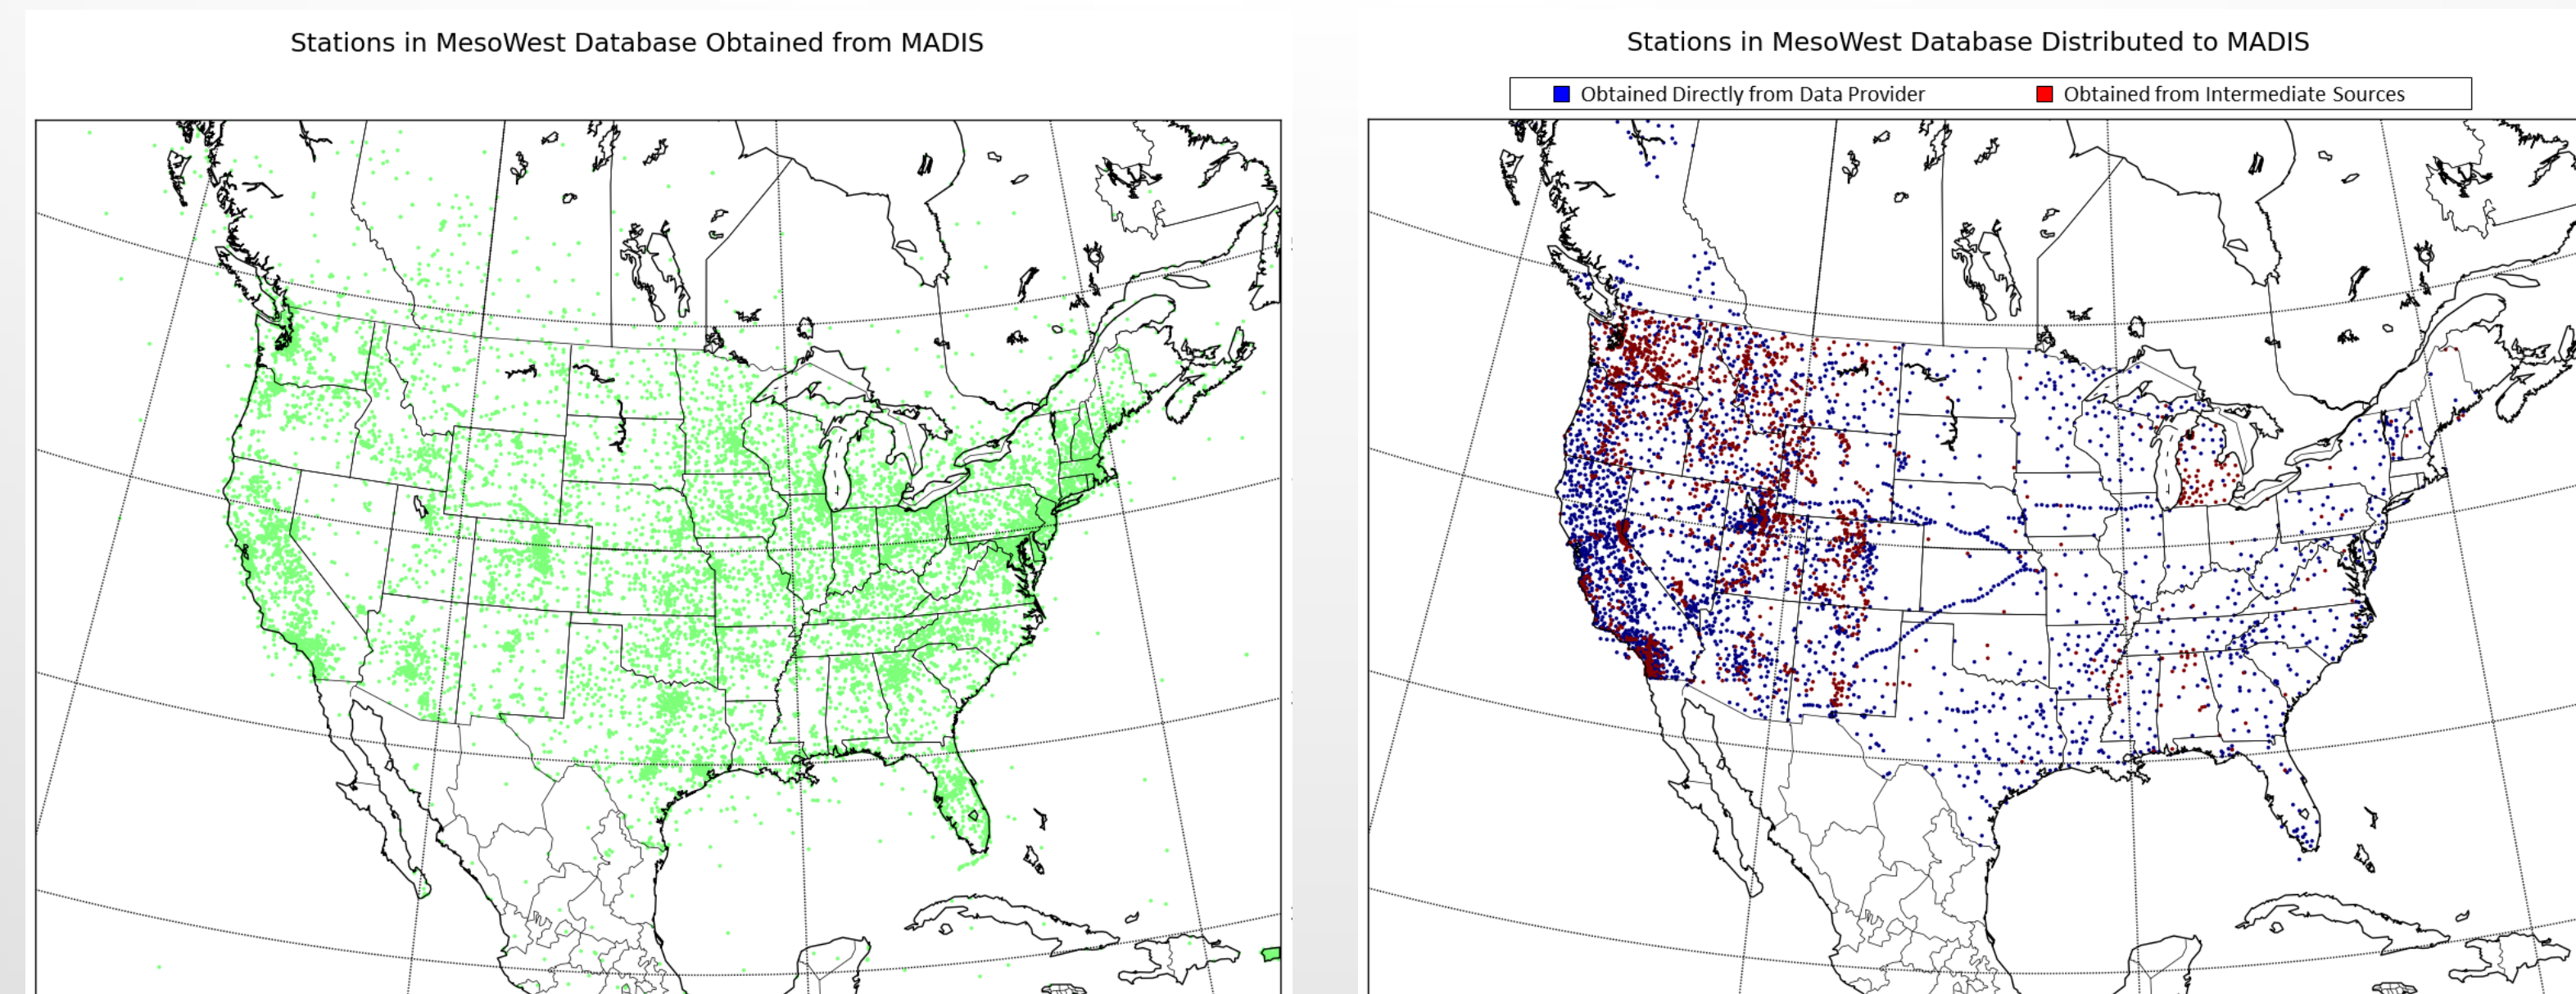 Stations in MesoWest Database Obtained from MADIS
Stations in MesoWest Database Distributed to MADIS
Obtained Directly from Data Provider
Obtained from Intermediate Sources